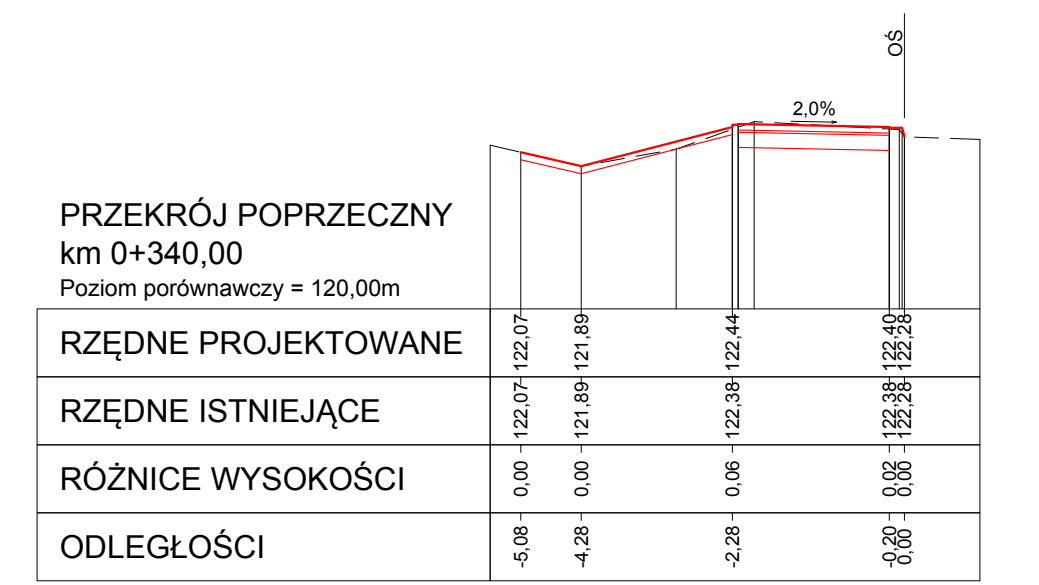 OŚ
2,0%
PRZEKRÓJ POPRZECZNY
km 0+340,00
Poziom porównawczy = 120,00m
RZĘDNE PROJEKTOWANE 122,07 121,89 122,44 122,40 122,28
RZĘDNE ISTNIEJĄCE 122,07 121,89 122,38 122,38 122,28
RÓŻNICE WYSOKOŚCI 0,00 0,00 0,06 0,02 0,00
ODLEGŁOŚCI -5,08 -4,28 -2,28 -0,20 0,00